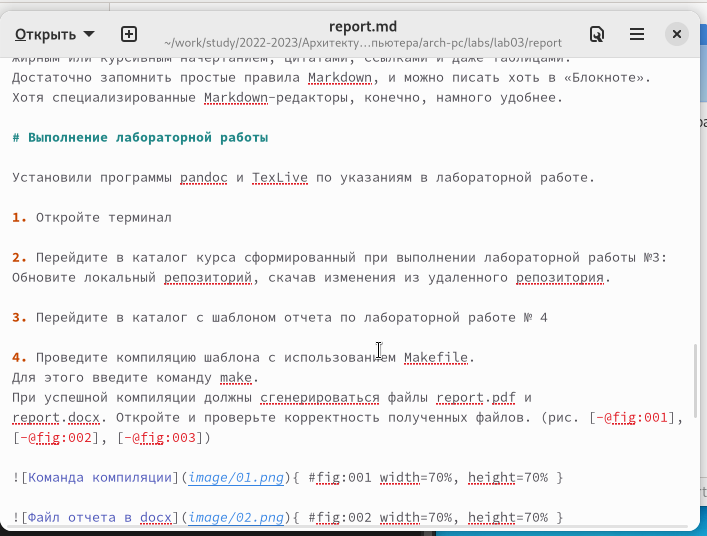 Открыть
report.md
~/work/study/2022-2023/Архитекту…пьютера/arch-pc/labs/lab03/report
жирным или курсивным начертанием, цитатами, ссылками и даже таблицами.
Достаточно запомнить простые правила Markdown, и можно писать хоть в «Блокноте».
Хотя специализированные Markdown-редакторы, конечно, намного удобнее.
# Выполнение лабораторной работы
Установили программы pandoc и TexLive по указаниям в лабораторной работе.
1. Откройте терминал
2. Перейдите в каталог курса сформированный при выполнении лабораторной работы №3:
Обновите локальный репозиторий, скачав изменения из удаленного репозитория.
3. Перейдите в каталог с шаблоном отчета по лабораторной работе № 4
4. Проведите компиляцию шаблона с использованием Makefile.
Для этого введите команду make.
При успешной компиляции должны сгенерироваться файлы report.pdf и
report.docx. Откройте и проверьте корректность полученных файлов. (рис. [-@fig:001],
[-@fig:002], [-@fig:003])
![Команда компиляции](image/01.png){ #fig:001 width=70%, height=70% }
![Файл отчета в docx](image/02.png){ #fig:002 width=70%, height=70% }